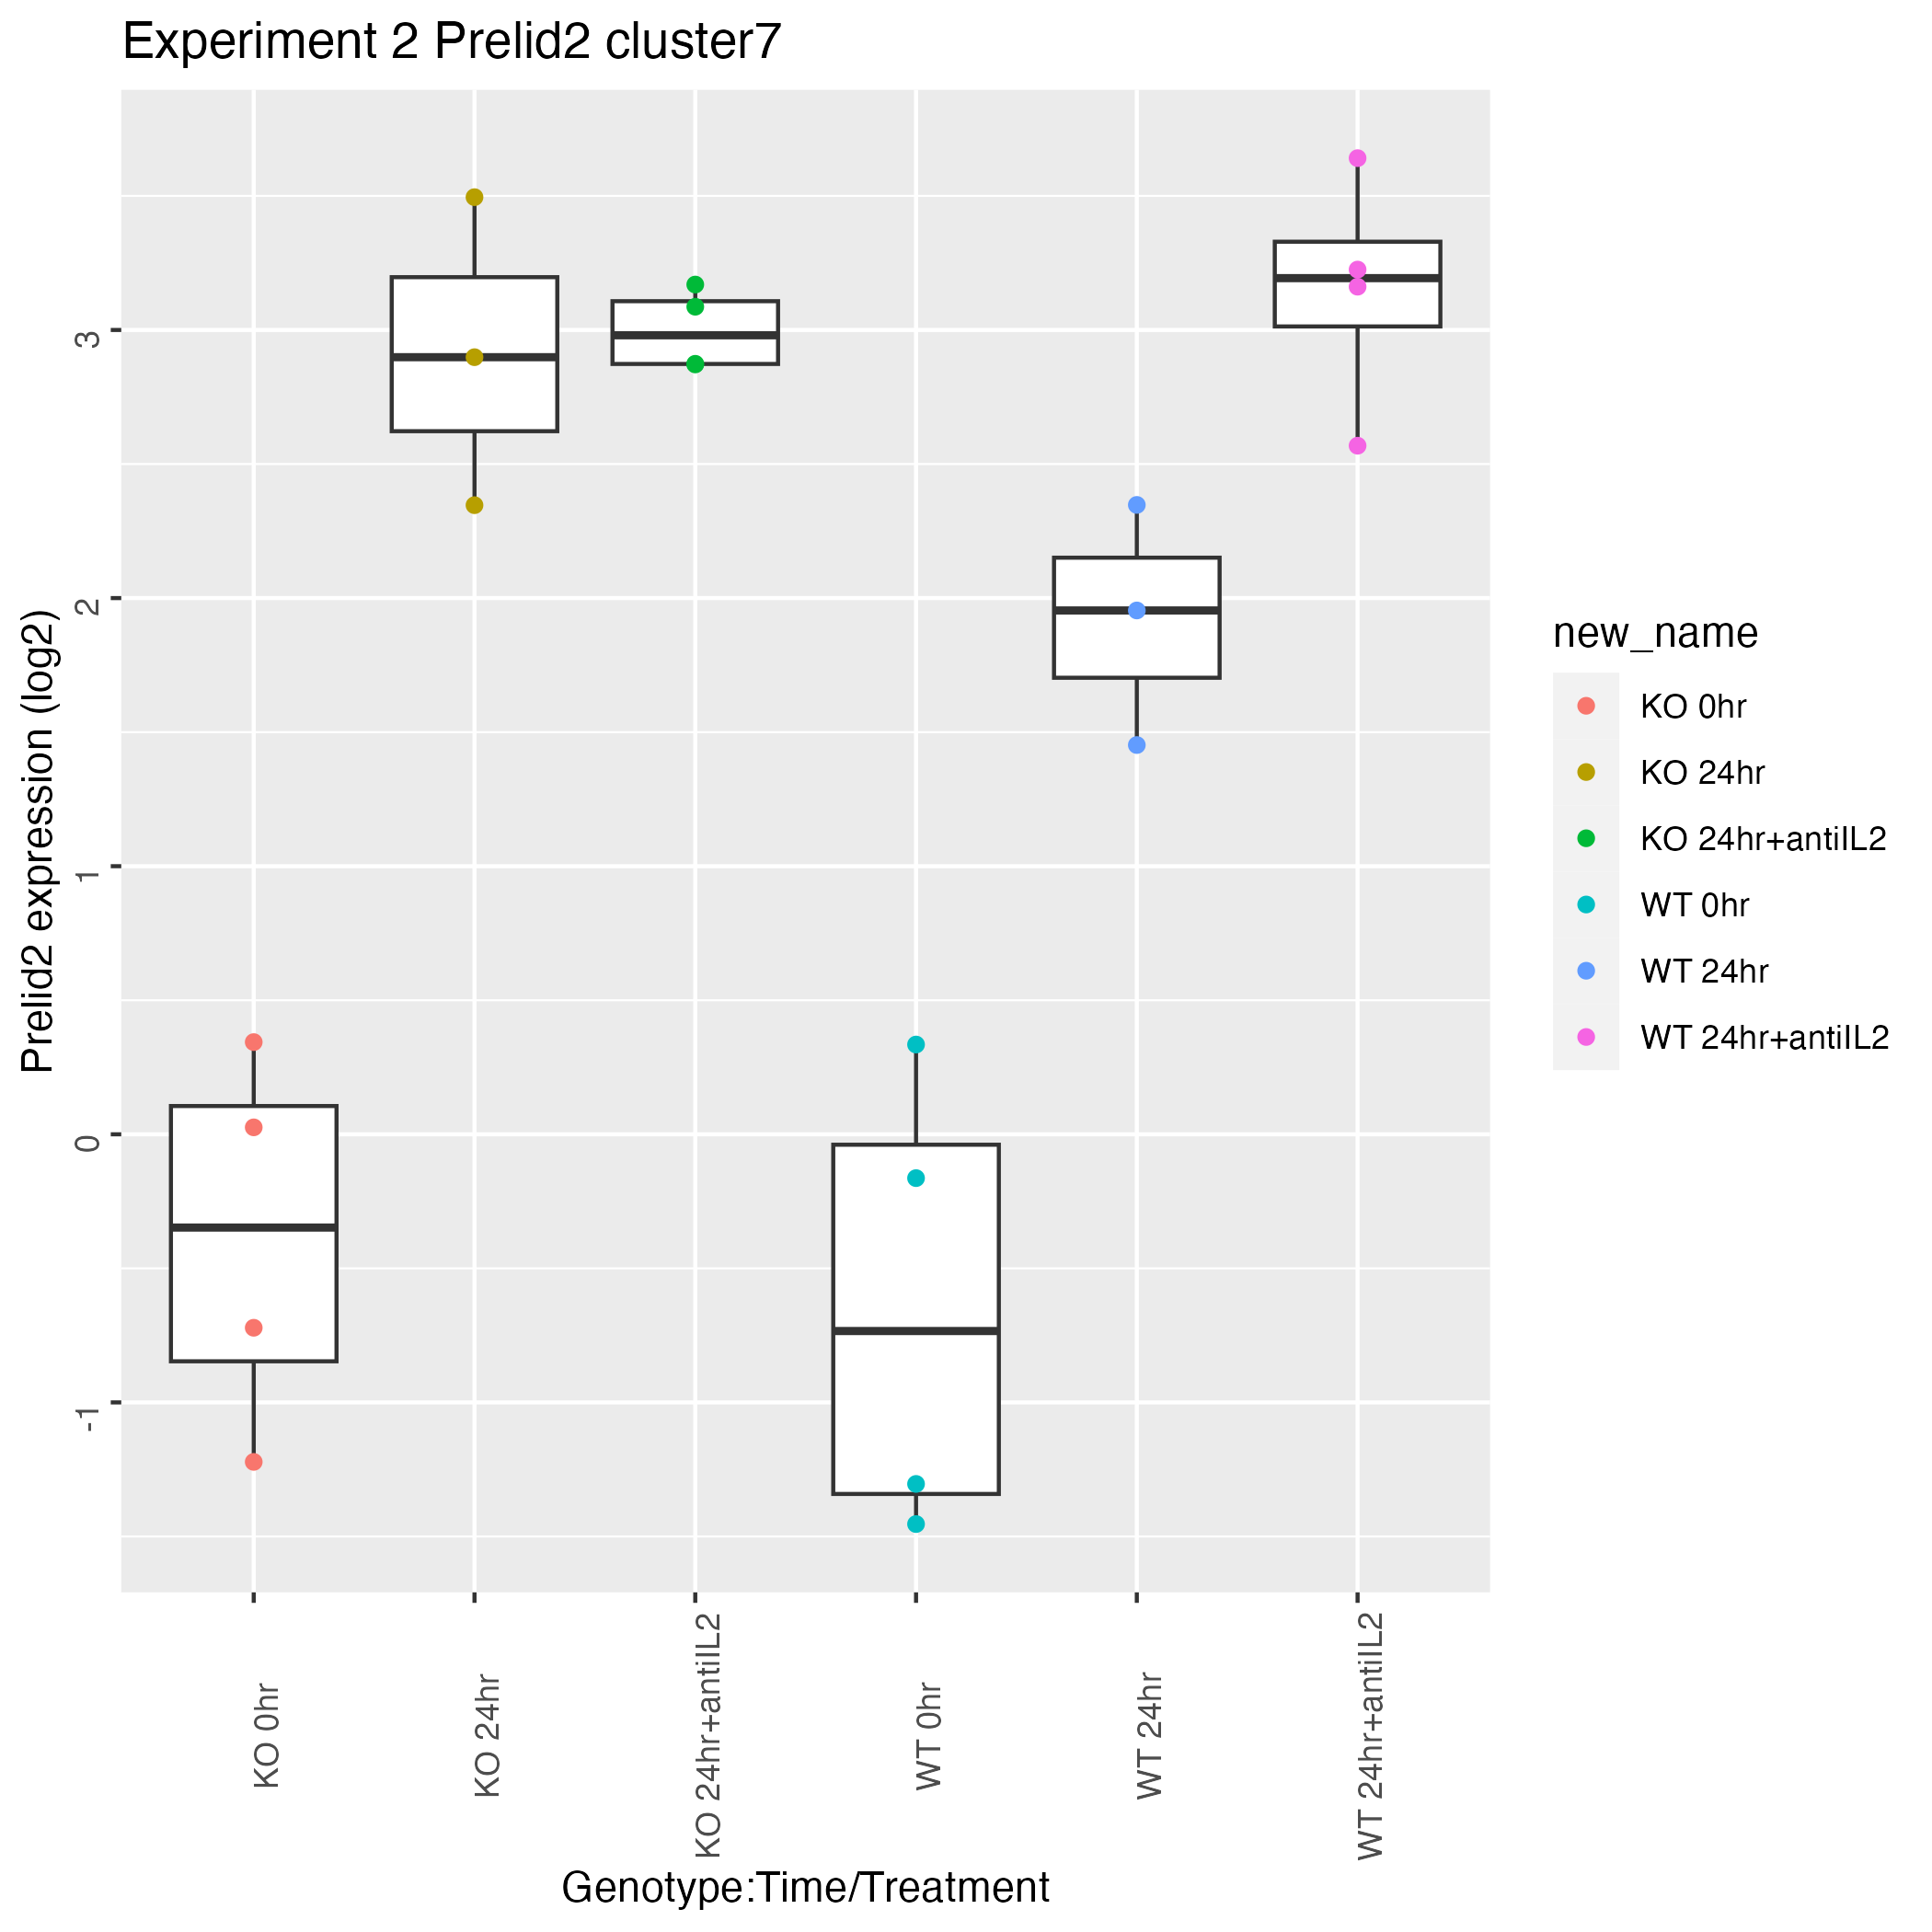 Experiment 2 Prelid2 cluster7
Prelid2 expression (log2)
3
2
1
0
-1
KO 0hr
KO 24hr
KO 24hr+antiIL2
WT 0hr
WT 24hr
WT 24hr+antiIL2
Genotype:Time/Treatment
new_name
KO 0hr
KO 24hr
KO 24hr+antiIL2
WT 0hr
WT 24hr
WT 24hr+antiIL2